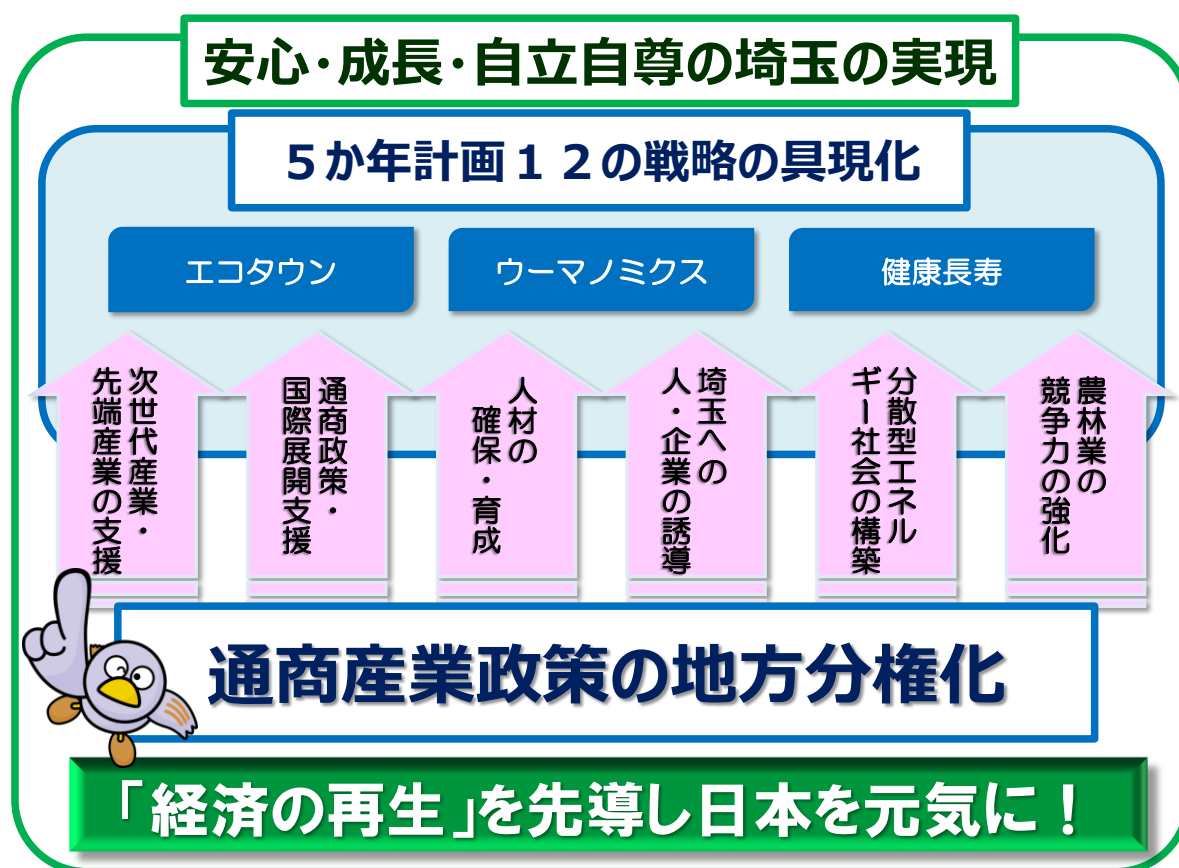 安心・成長・自立自尊の埼玉の実現
５か年計画１２の戦略の具現化
エコタウン
ウーマノミクス
健康長寿
次世代産業・
先端産業の支援
通商政策・
国際展開支援
人材の
確保・育成
埼玉への
人・企業の誘導
分散型エネル
ギー社会の構築
農林業の
競争力の強化
通商産業政策の地方分権化
「経済の再生」を先導し日本を元気に！